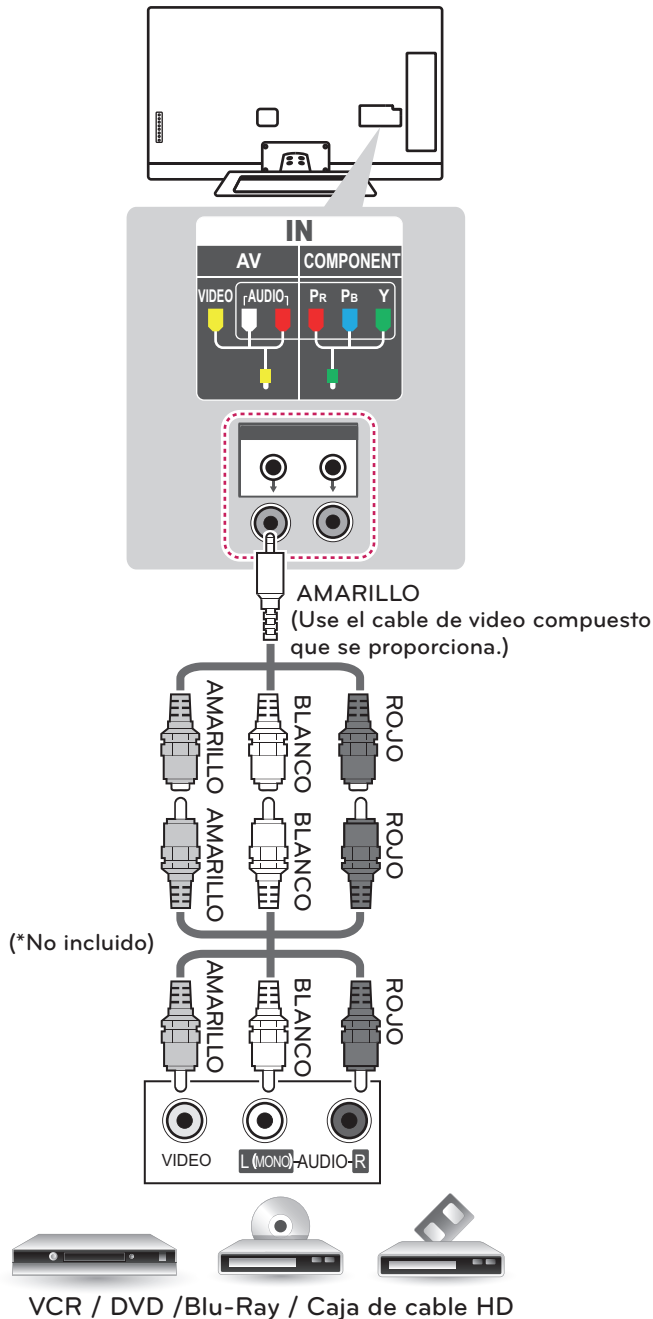 IN
AV COMPONENT
VIDEO AUDIO PR PB Y
AMARILLO
(Use el cable de video compuesto
que se proporciona.)
AMARILLO BLANCO ROJO
AMARILLO BLANCO ROJO
(*No incluido)
AMARILLO BLANCO ROJO
VIDEO L (MONO)-AUDIO-R
VCR / DVD /Blu-Ray / Caja de cable HD